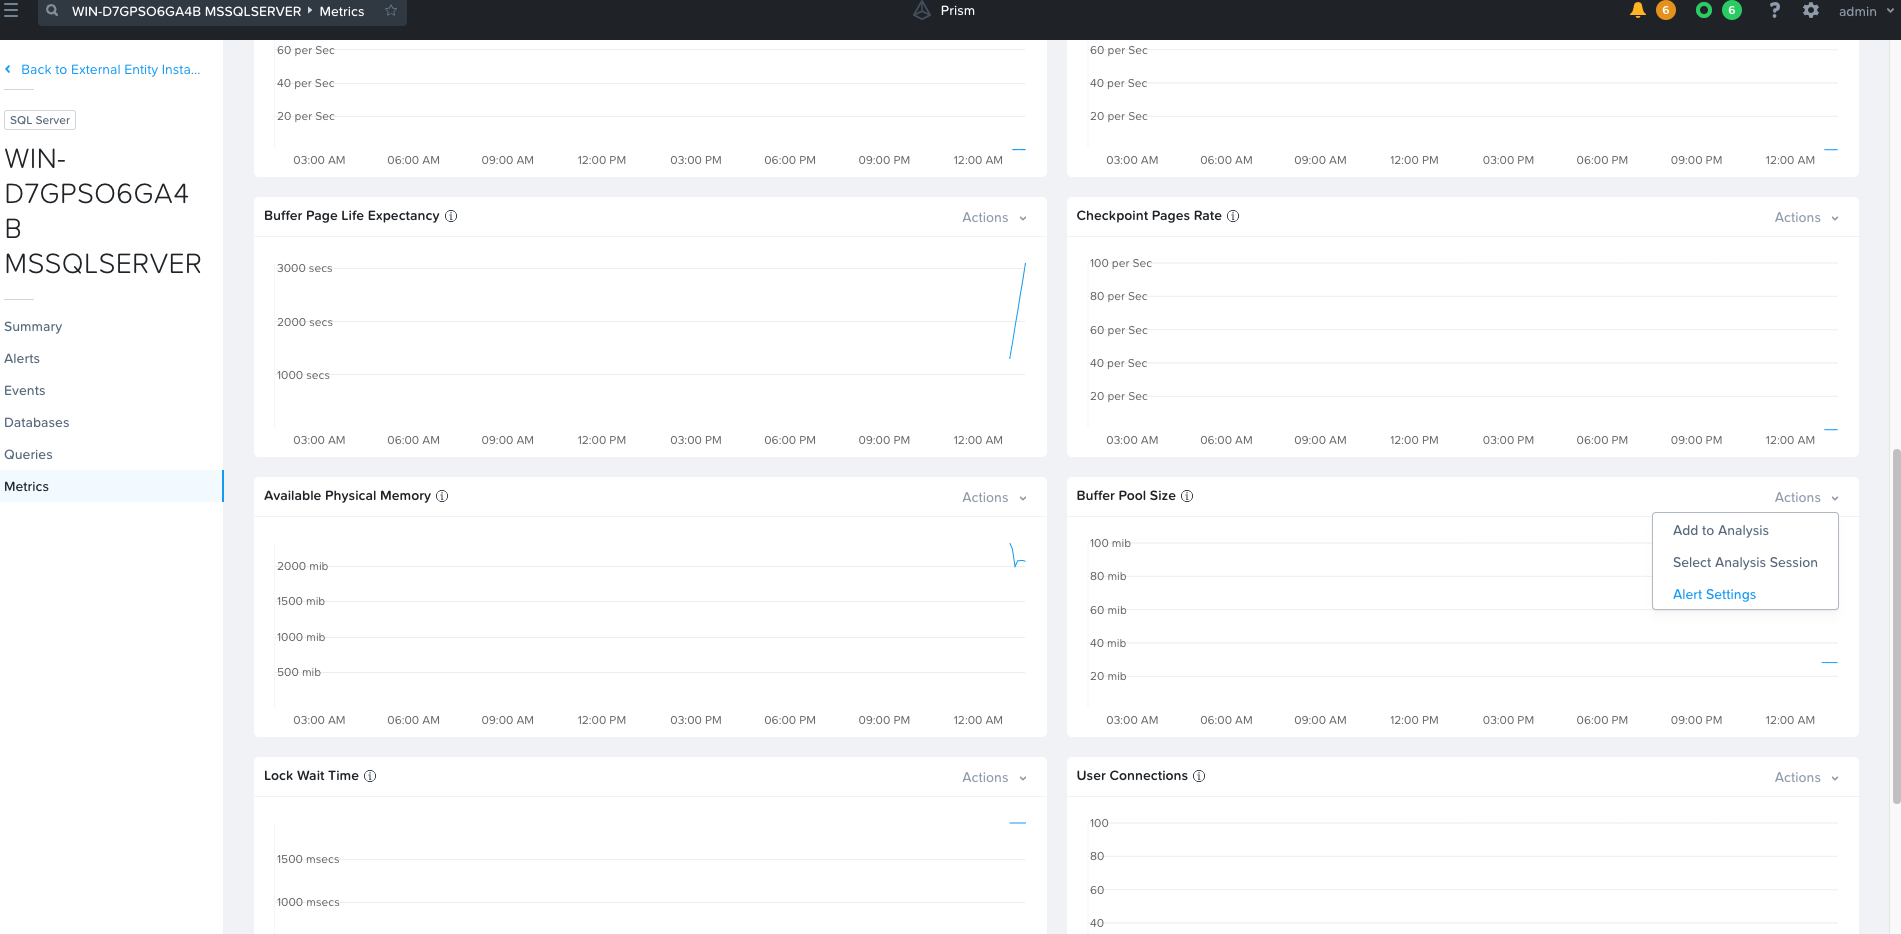 WIN-D7GPSO6GA4B MSSQLSERVER Metrics
Prism
6
6
?
admin
Back to External Entity Insta...
SQL Server
WIN-
D7GPSO6GA4
B
MSSQLSERVER
Summary
Alerts
Events
Databases
Queries
Metrics
60 per Sec
40 per Sec
20 per Sec
03:00 AM 06:00 AM 09:00 AM 12:00 PM 03:00 PM 06:00 PM 09:00 PM 12:00 AM
60 per Sec
40 per Sec
20 per Sec
03:00 AM 06:00 AM 09:00 AM 12:00 PM 03:00 PM 06:00 PM 09:00 PM 12:00 AM
Buffer Page Life Expectancy
Actions
3000 secs
2000 secs
1000 secs
03:00 AM 06:00 AM 09:00 AM 12:00 PM 03:00 PM 06:00 PM 09:00 PM 12:00 AM
Checkpoint Pages Rate
Actions
100 per Sec
80 per Sec
60 per Sec
40 per Sec
20 per Sec
03:00 AM 06:00 AM 09:00 AM 12:00 PM 03:00 PM 06:00 PM 09:00 PM 12:00 AM
Available Physical Memory
Actions
2000 mib
1500 mib
1000 mib
500 mib
03:00 AM 06:00 AM 09:00 AM 12:00 PM 03:00 PM 06:00 PM 09:00 PM 12:00 AM
Buffer Pool Size
Actions
Add to Analysis
Select Analysis Session
Alert Settings
100 mib
80 mib
60 mib
40 mib
20 mib
03:00 AM 06:00 AM 09:00 AM 12:00 PM 03:00 PM 06:00 PM 09:00 PM 12:00 AM
Lock Wait Time
Actions
1500 msecs
1000 msecs
User Connections
Actions
100
80
60
40